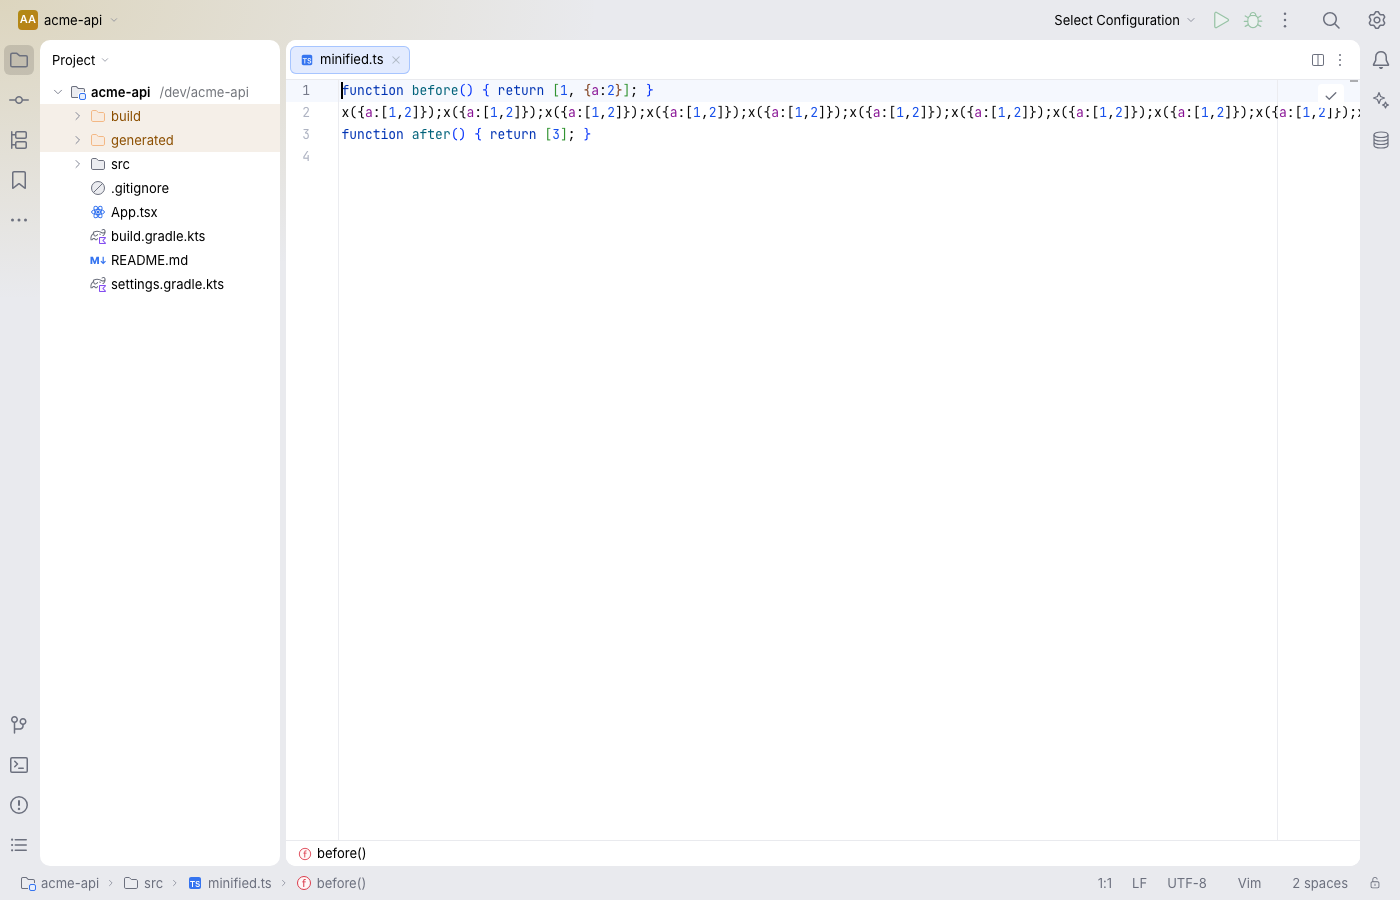 AA acme-api
Select Configuration
Project
minified.ts
acme-api /dev/acme-api
build
generated
src
.gitignore
App.tsx
build.gradle.kts
README.md
settings.gradle.kts
1 function before() { return [1, {a:2}]; }
2 x({a:[1,2]});x({a:[1,2]});x({a:[1,2]});x({a:[1,2]});x({a:[1,2]});x({a:[1,2]});x({a:[1,2]});x({a:[1,2]});x({a:[1,2]});x({a:[1,2]});x
3 function after() { return [3]; }
4
before()
acme-api src minified.ts before()
1:1 LF UTF-8 Vim 2 spaces